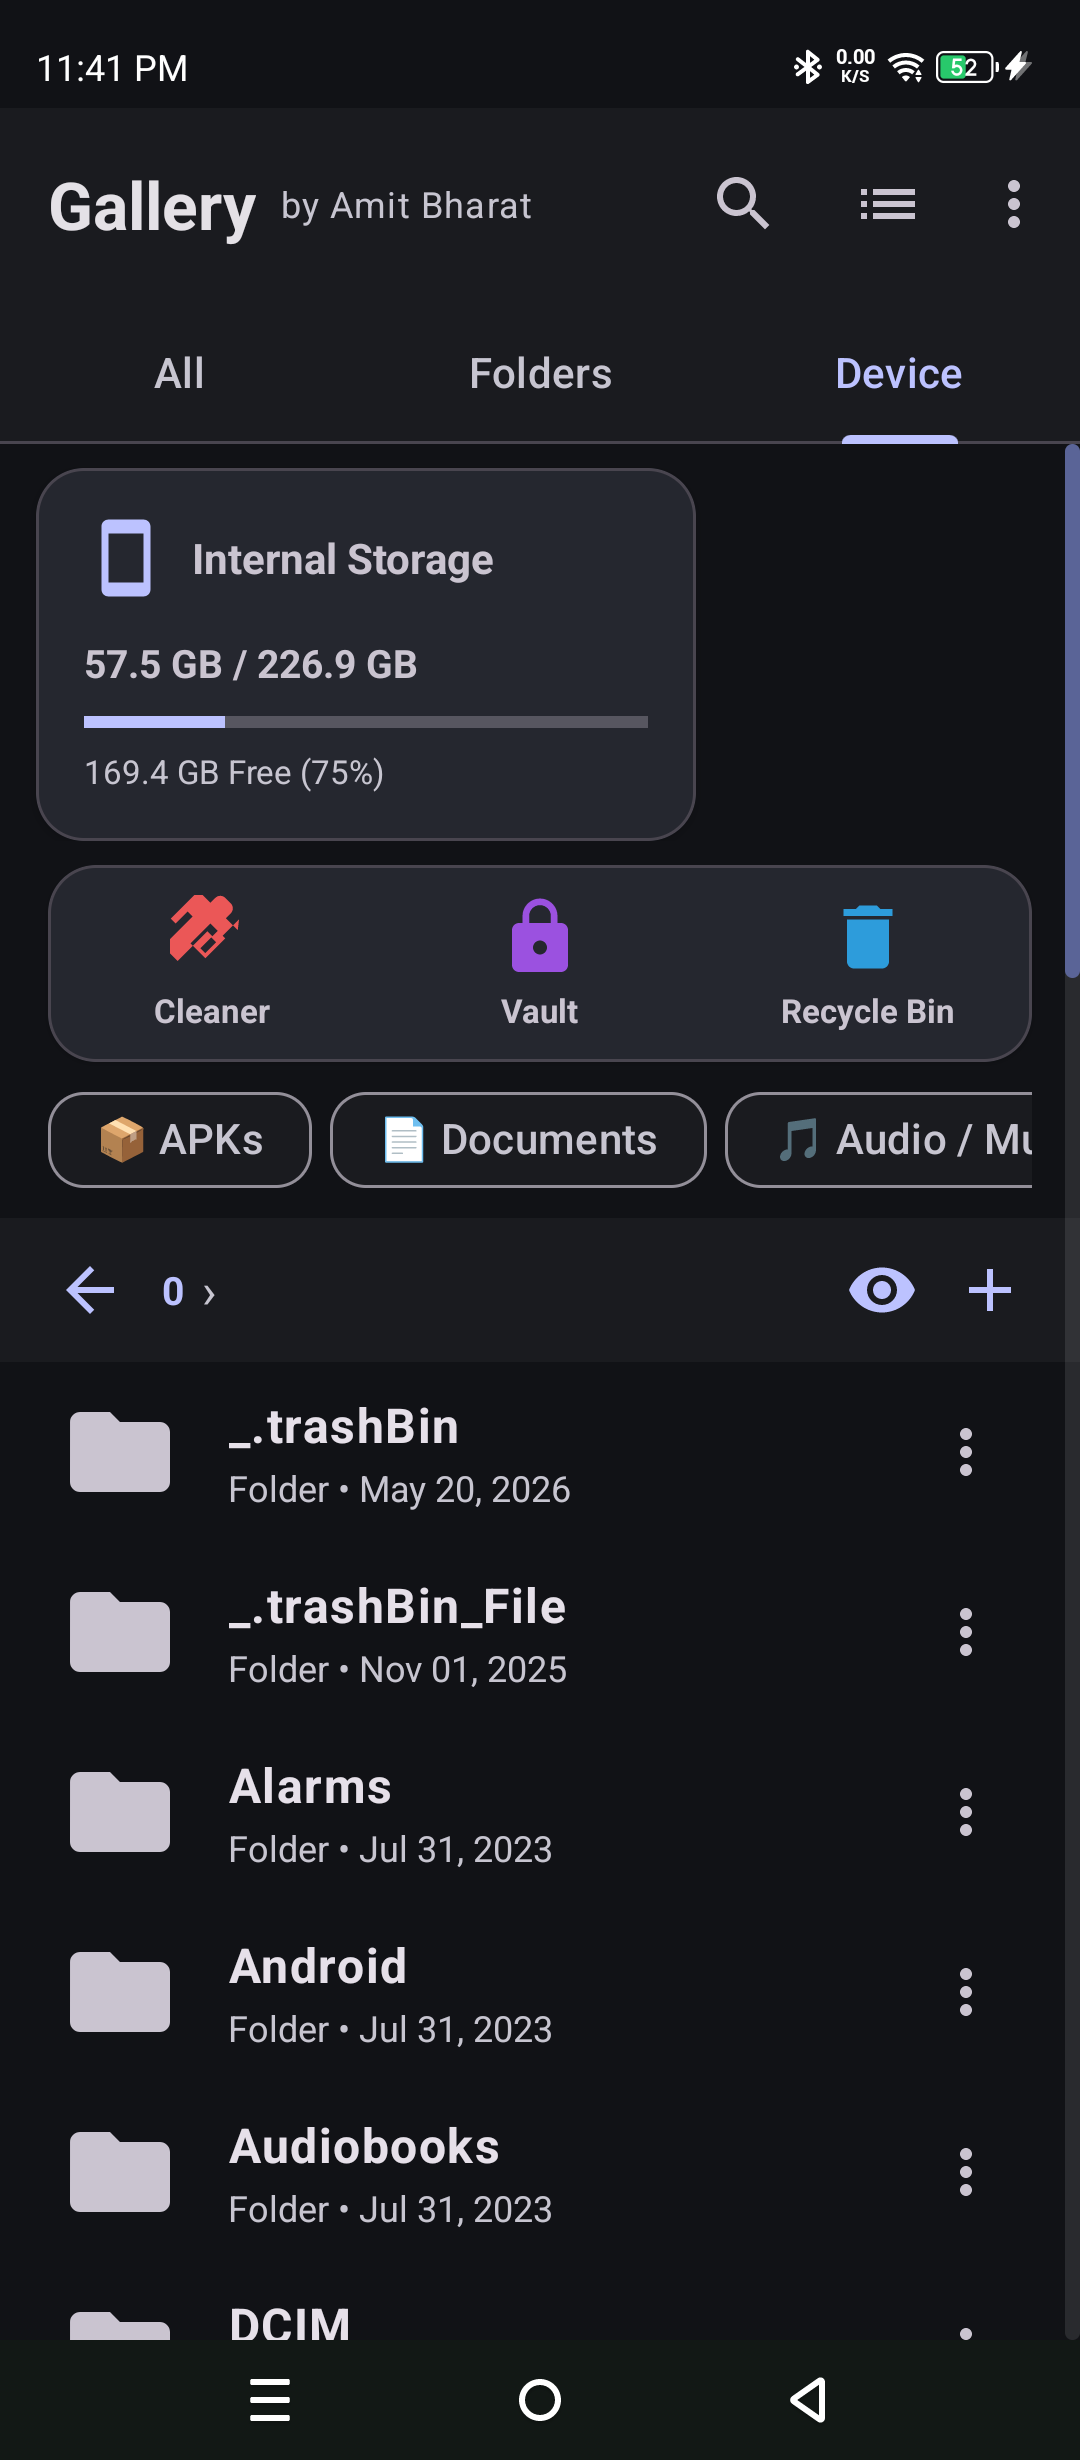 11:41 PM
0.00
K/S
52
Gallery by Amit Bharat
All Folders Device
Internal Storage
57.5 GB / 226.9 GB
169.4 GB Free (75%)
Cleaner Vault Recycle Bin
APKs Documents Audio / Mu
0 ›
_.trashBin
Folder • May 20, 2026
_.trashBin_File
Folder • Nov 01, 2025
Alarms
Folder • Jul 31, 2023
Android
Folder • Jul 31, 2023
Audiobooks
Folder • Jul 31, 2023
DCIM